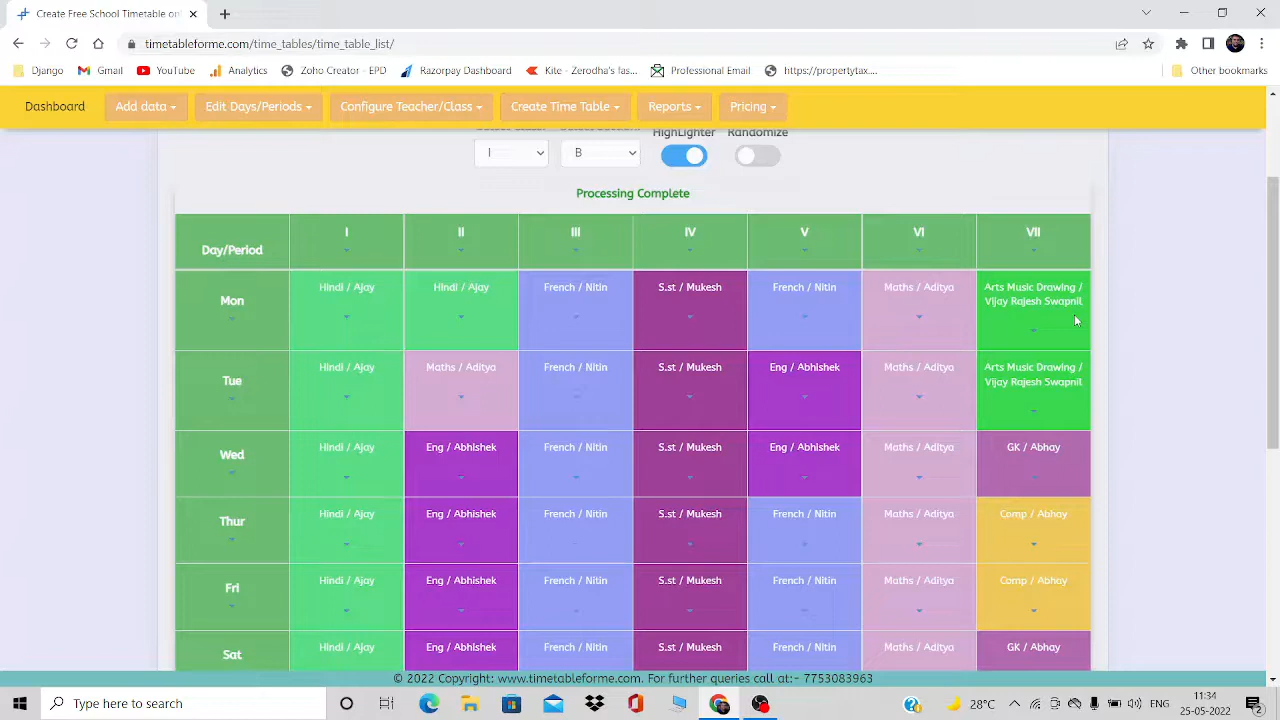 Timetable online - Create Free Sc
timetableforme.com/time_tables/time_table_list/
Django Gmail YouTube Analytics Zoho Creator - EPD Razorpay Dashboard Kite - Zerodha's fas... Professional Email https://propertytax.... Other bookmarks
Dashboard Add data Edit Days/Periods Configure Teacher/Class Create Time Table Reports Pricing
HighLighter Randomize
I B
Processing Complete
Day/Period I II III IV V VI VII
Mon Hindi / Ajay Hindi / Ajay French / Nitin S.st / Mukesh French / Nitin Maths / Aditya Arts Music Drawing /
Vijay Rajesh Swapnil
Tue Hindi / Ajay Maths / Aditya French / Nitin S.st / Mukesh Eng / Abhishek Maths / Aditya Arts Music Drawing /
Vijay Rajesh Swapnil
Wed Hindi / Ajay Eng / Abhishek French / Nitin S.st / Mukesh Eng / Abhishek Maths / Aditya GK / Abhay
Thur Hindi / Ajay Eng / Abhishek French / Nitin S.st / Mukesh French / Nitin Maths / Aditya Comp / Abhay
Fri Hindi / Ajay Eng / Abhishek French / Nitin S.st / Mukesh French / Nitin Maths / Aditya Comp / Abhay
Sat Hindi / Ajay Eng / Abhishek French / Nitin S.st / Mukesh French / Nitin Maths / Aditya GK / Abhay
© 2022 Copyright: www.timetableforme.com. For further queries call at:- 7753083963
Type here to search 28°C ENG 11:34
25-05-2022 2